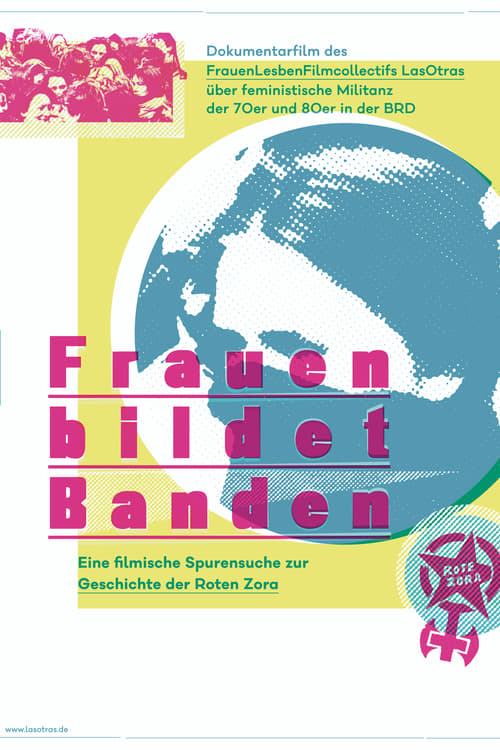 Dokumentarfilm des
FrauenLesbenFilmcollectifs LasOtras
über feministische Militanz
der 70er und 80er in der BRD
Frauen
bildet
Banden
Eine filmische Spurensuche zur
Geschichte der Roten Zora
ROTE
ZORA
www.lasotras.de